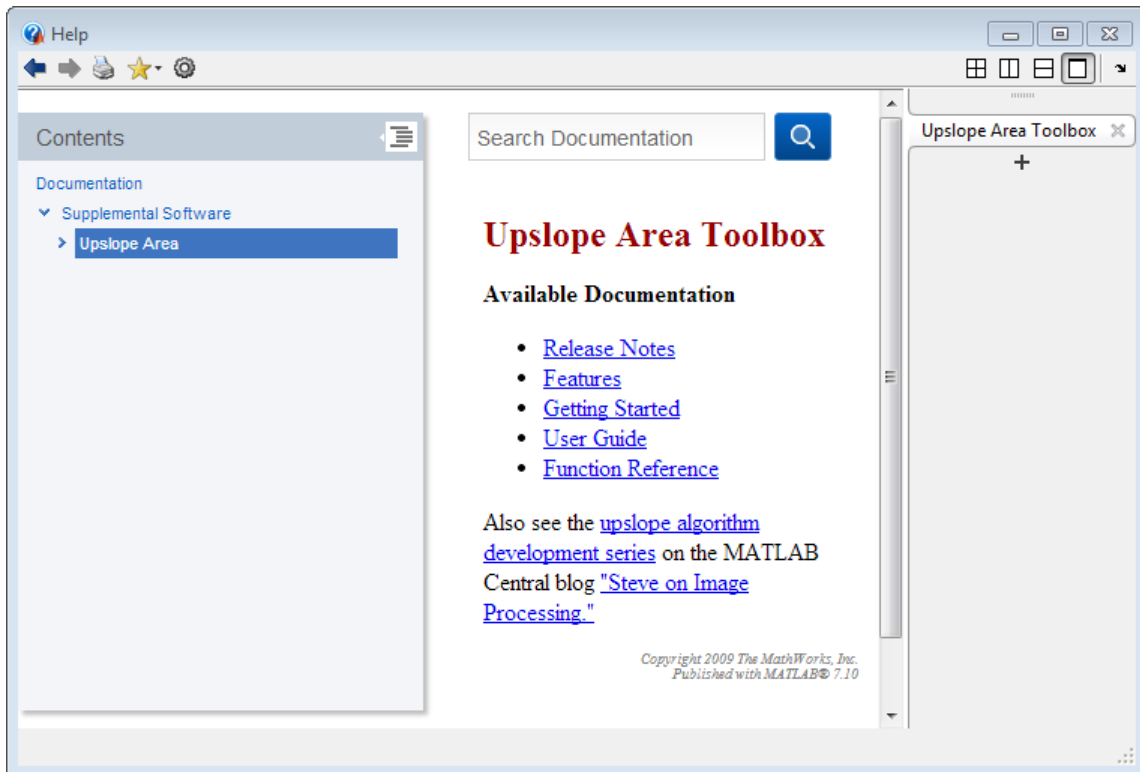 Help
Contents
Documentation
Supplemental Software
Upslope Area
Search Documentation
Upslope Area Toolbox
Available Documentation
• Release Notes
• Features
• Getting Started
• User Guide
• Function Reference
Also see the upslope algorithm
development series on the MATLAB
Central blog "Steve on Image
Processing."
Copyright 2009 The MathWorks, Inc.
Published with MATLAB® 7.10
Upslope Area Toolbox